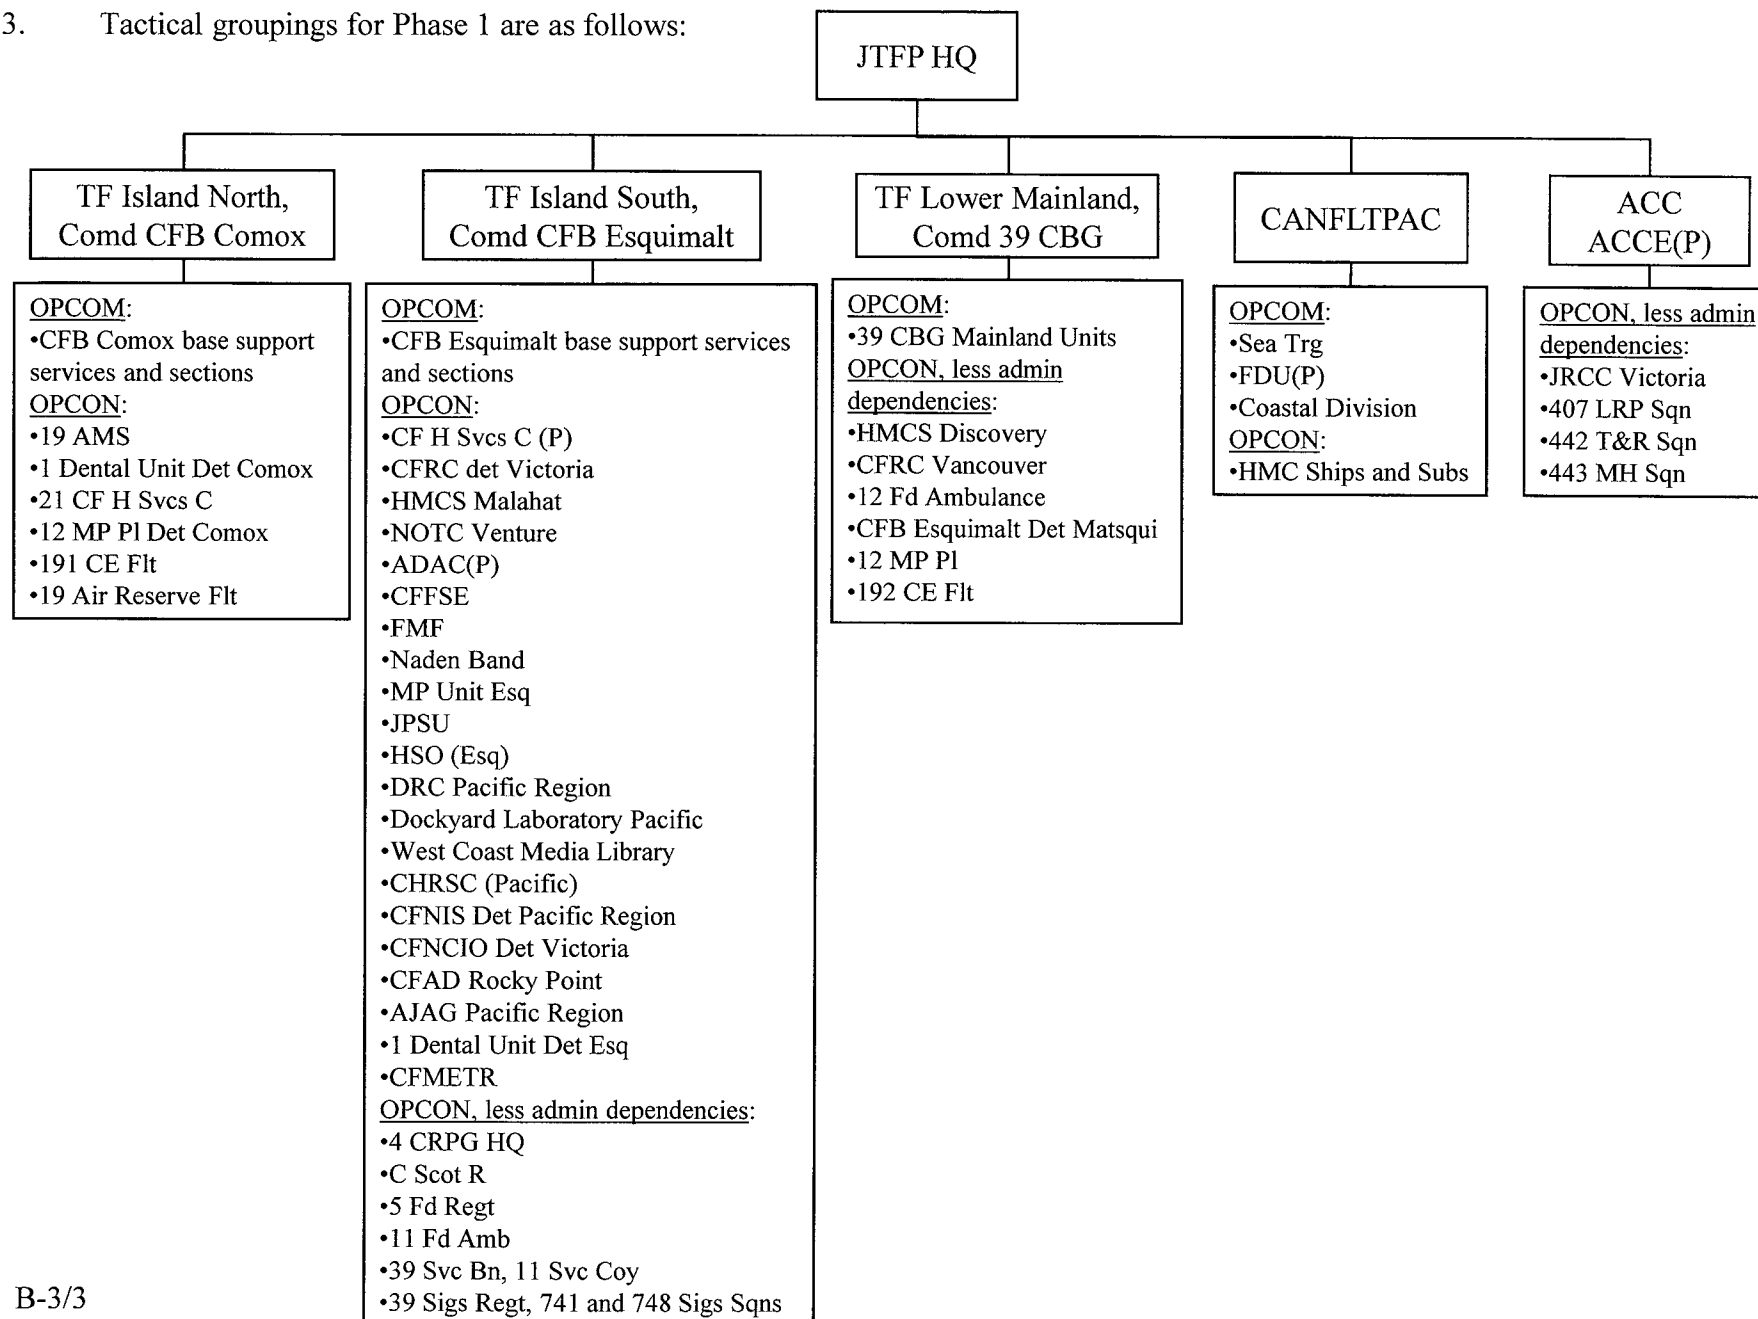 3. Tactical groupings for Phase 1 are as follows:
JTFP HQ
TF Island North,
Comd CFB Comox
OPCOM:
•CFB Comox base support
services and sections
OPCON:
•19 AMS
•1 Dental Unit Det Comox
•21 CF H Svcs C
•12 MP Pl Det Comox
•191 CE Flt
•19 Air Reserve Flt
TF Island South,
Comd CFB Esquimalt
OPCOM:
•CFB Esquimalt base support services
and sections
OPCON:
•CF H Svcs C (P)
•CFRC det Victoria
•HMCS Malahat
•NOTC Venture
•ADAC(P)
•CFFSE
•FMF
•Naden Band
•MP Unit Esq
•JPSU
•HSO (Esq)
•DRC Pacific Region
•Dockyard Laboratory Pacific
•West Coast Media Library
•CHRSC (Pacific)
•CFNIS Det Pacific Region
•CFNCIO Det Victoria
•CFAD Rocky Point
•AJAG Pacific Region
•1 Dental Unit Det Esq
•CFMETR
OPCON, less admin dependencies:
•4 CRPG HQ
•C Scot R
•5 Fd Regt
•11 Fd Amb
•39 Svc Bn, 11 Svc Coy
•39 Sigs Regt, 741 and 748 Sigs Sqns
TF Lower Mainland,
Comd 39 CBG
OPCOM:
•39 CBG Mainland Units
OPCON, less admin
dependencies:
•HMCS Discovery
•CFRC Vancouver
•12 Fd Ambulance
•CFB Esquimalt Det Matsqui
•12 MP Pl
•192 CE Flt
CANFLTPAC
OPCOM:
•Sea Trg
•FDU(P)
•Coastal Division
OPCON:
•HMC Ships and Subs
ACC
ACCE(P)
OPCON, less admin
dependencies:
•JRCC Victoria
•407 LRP Sqn
•442 T&R Sqn
•443 MH Sqn
B-3/3